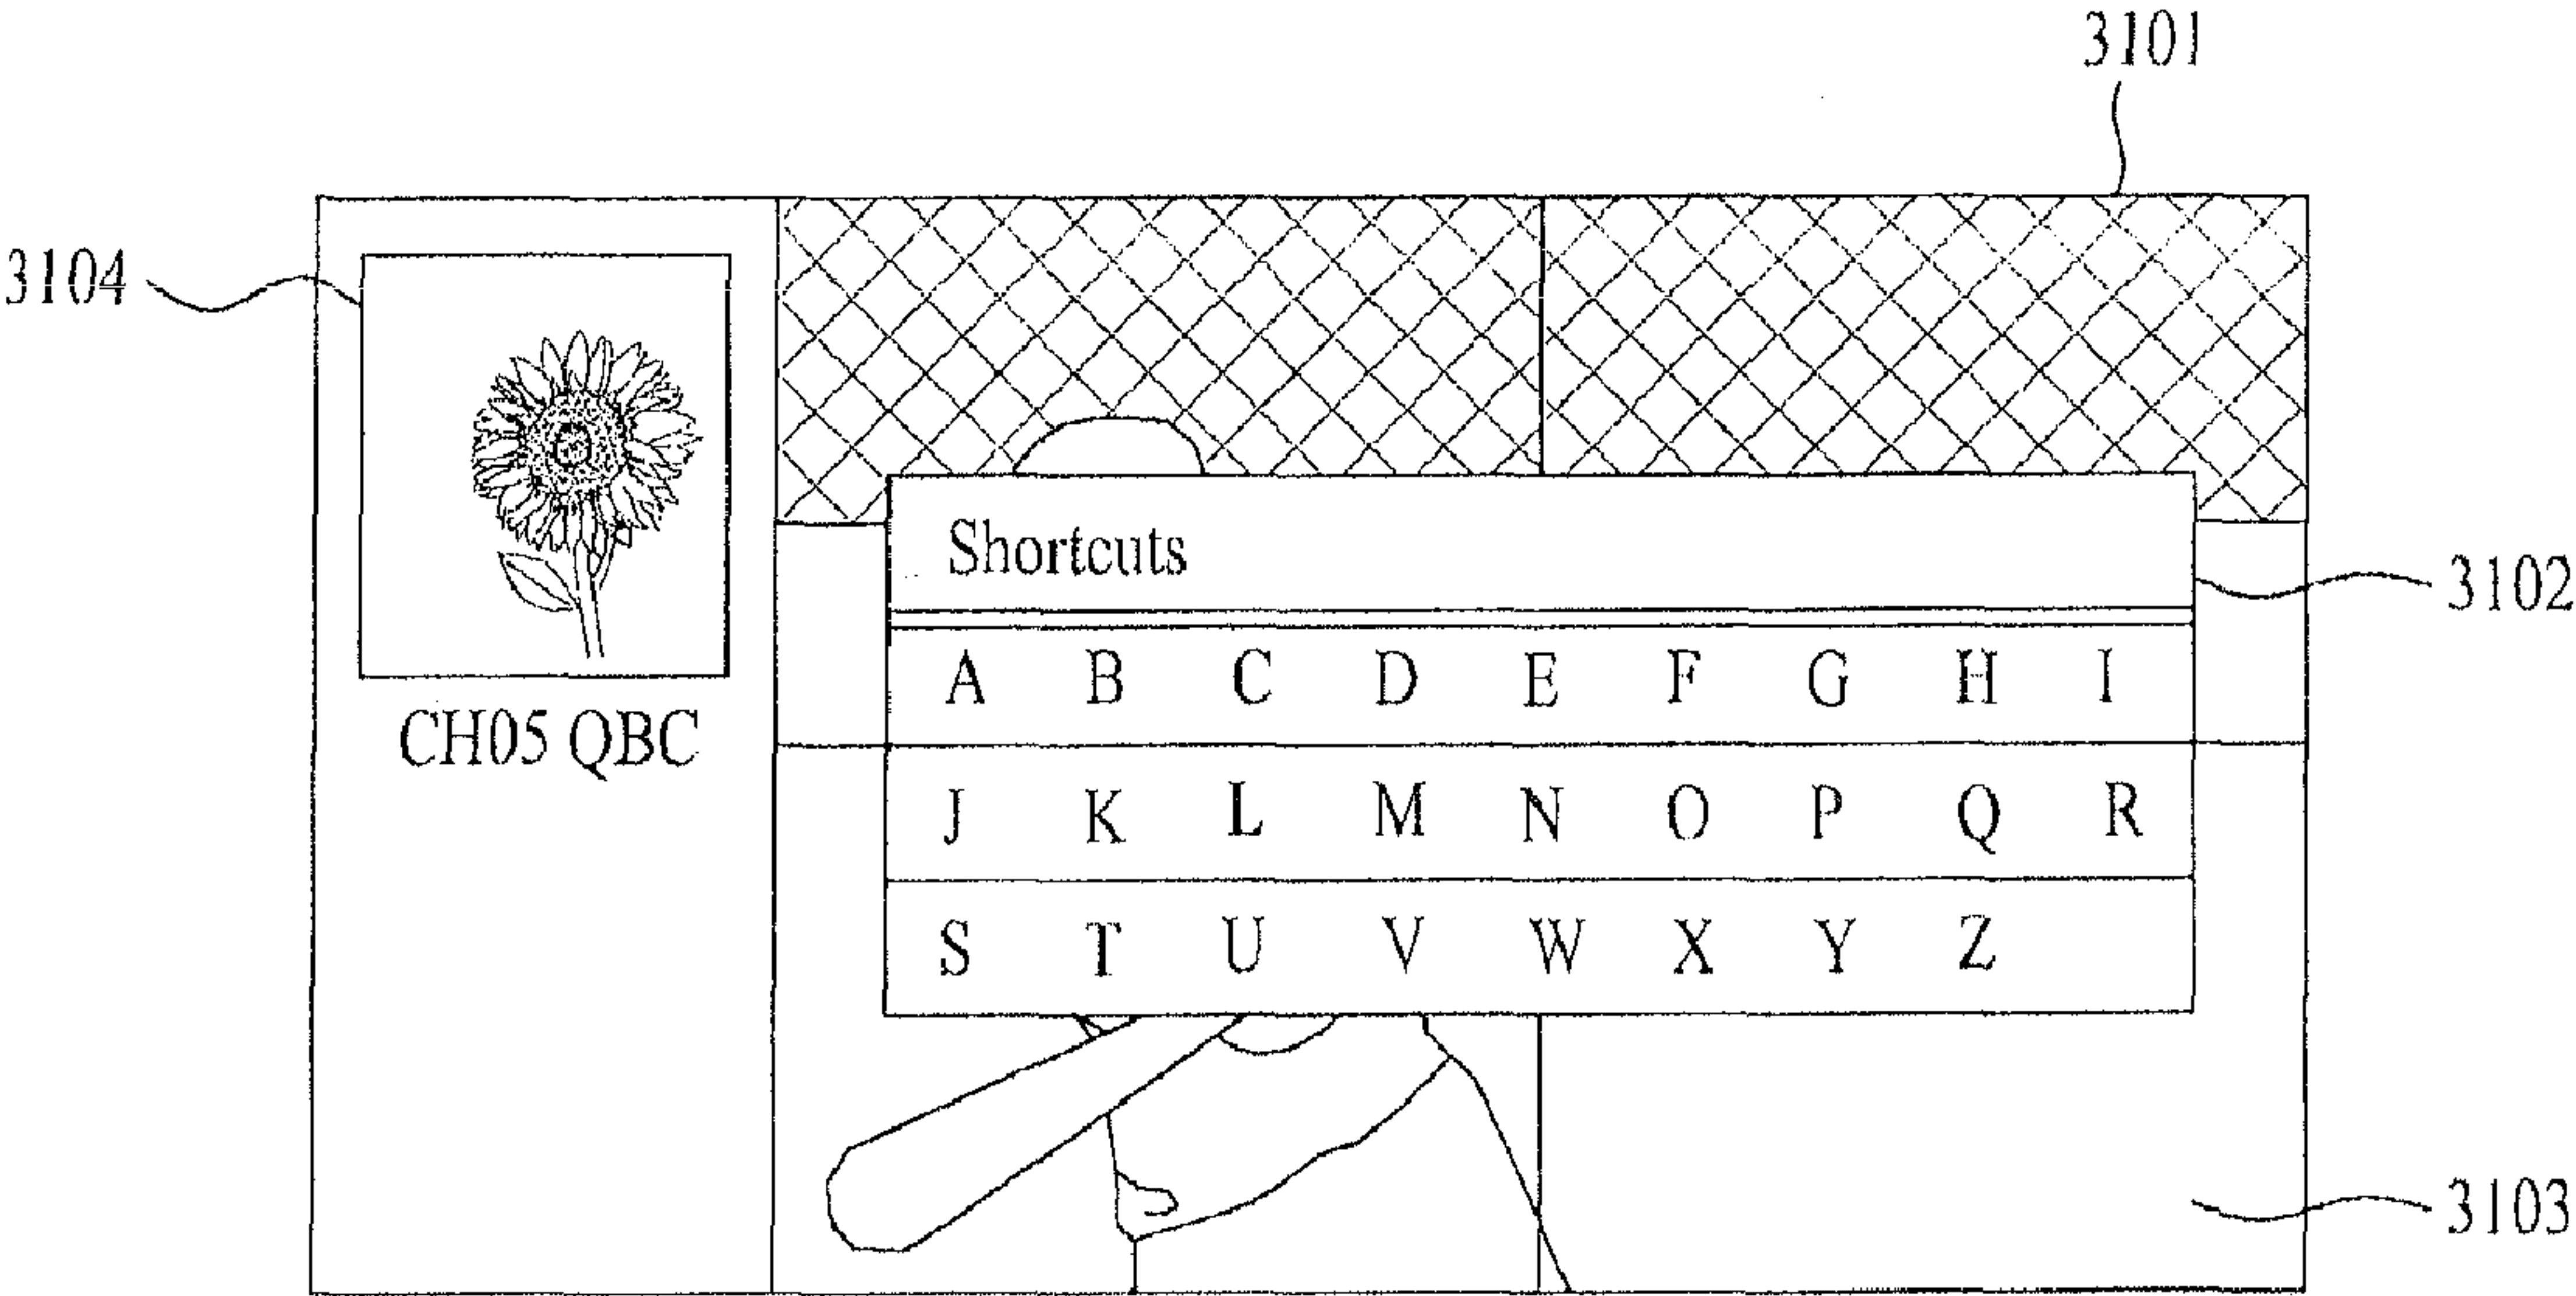 3101
3104
Shortcuts
3102
A B C D E F G H I
CH05 QBC
J K L M N O P Q R
S T U V W X Y Z
3103